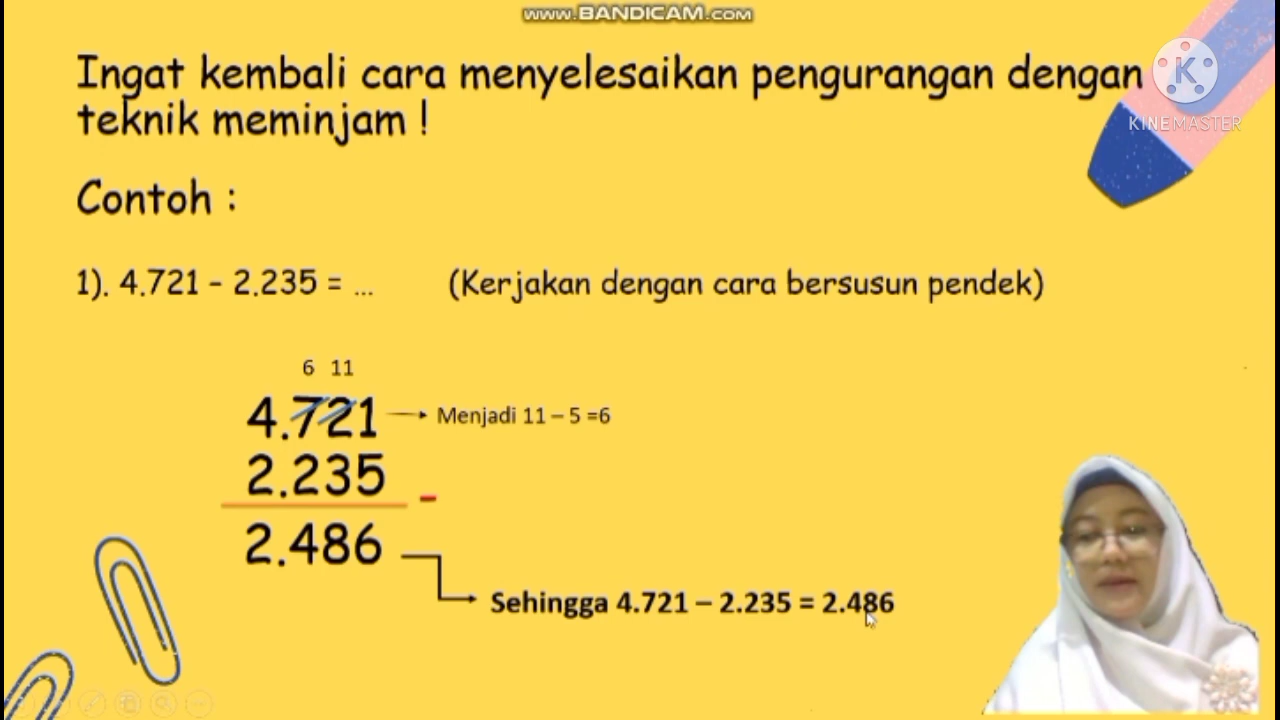 www.BANDICAM.com
Ingat kembali cara menyelesaikan pengurangan dengan
teknik meminjam !
K
KINEMASTER
Contoh :
1). 4.721 – 2.235 = ... (Kerjakan dengan cara bersusun pendek)
6 11
4.721 Menjadi 11 – 5 =6
2.235 -
2.486
Sehingga 4.721 – 2.235 = 2.486